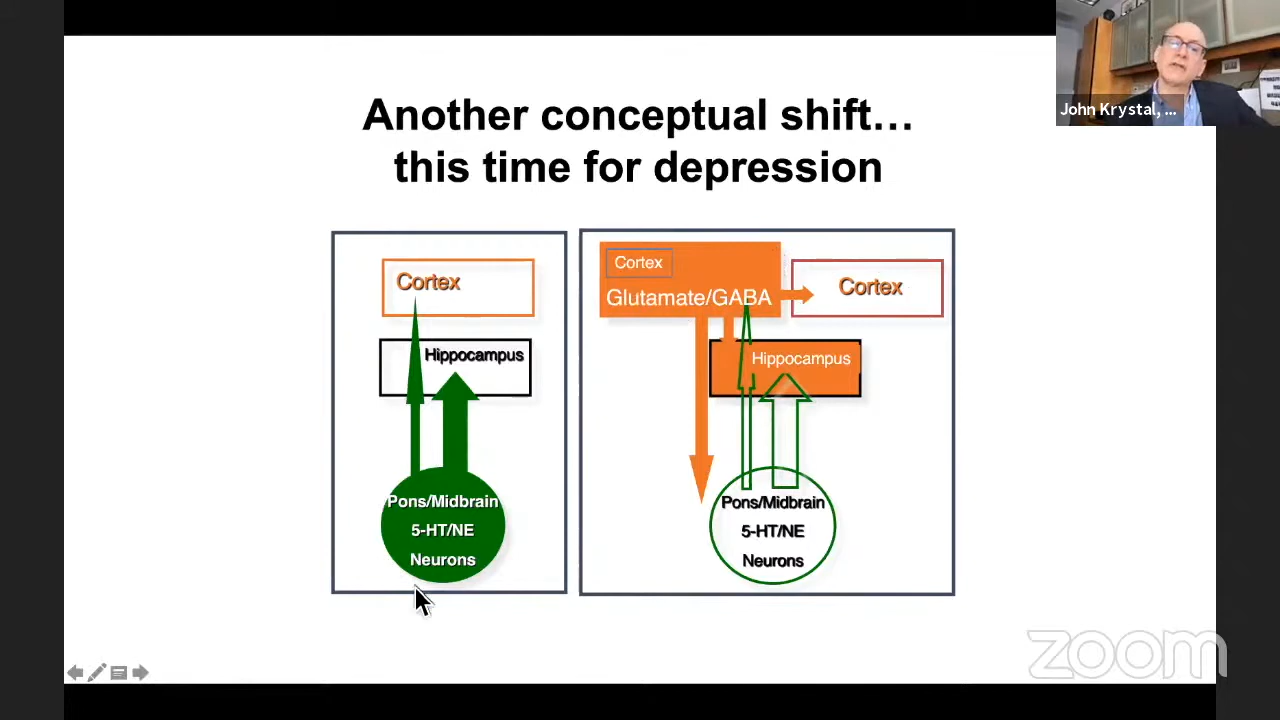 Another conceptual shift…
this time for depression
John Krystal, ...
Cortex
Hippocampus
Pons/Midbrain
5-HT/NE
Neurons
Cortex
Glutamate/GABA
Cortex
Hippocampus
Pons/Midbrain
5-HT/NE
Neurons
zoom